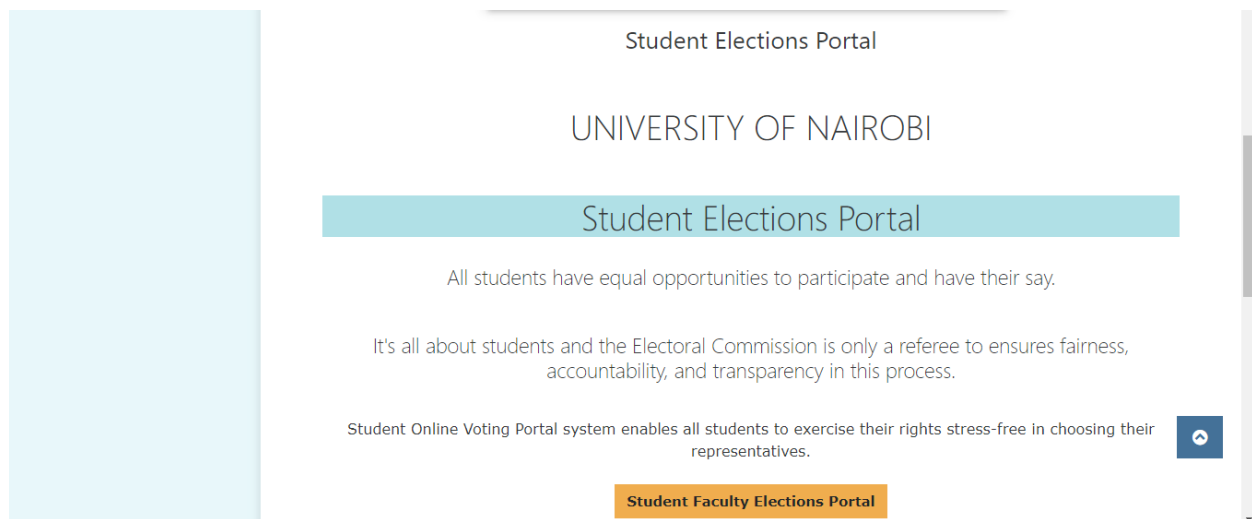 Student Elections Portal
UNIVERSITY OF NAIROBI
Student Elections Portal
All students have equal opportunities to participate and have their say.
It's all about students and the Electoral Commission is only a referee to ensures fairness,
accountability, and transparency in this process.
Student Online Voting Portal system enables all students to exercise their rights stress-free in choosing their
representatives.
Student Faculty Elections Portal